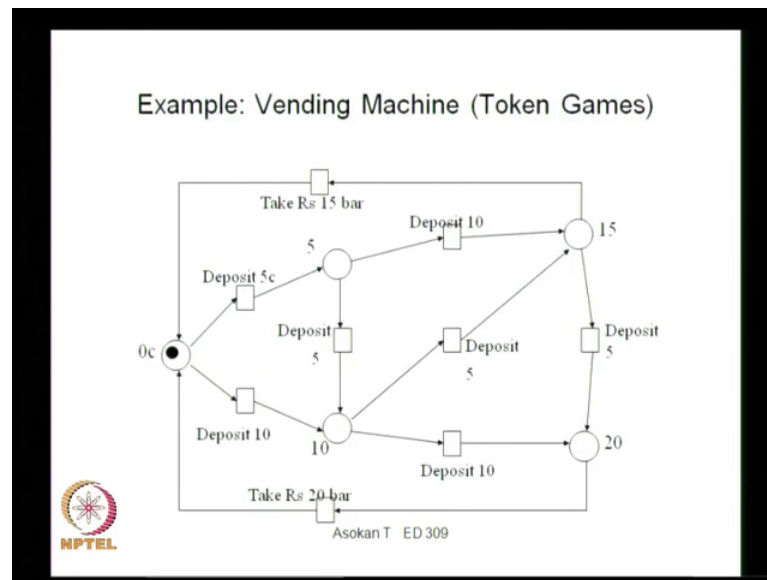 Example: Vending Machine (Token Games)
Take Rs 15 bar
Deposit 10
15
5
Deposit 5c
Deposit
5
Deposit
5
Deposit
5
0c
Deposit 10
10
20
Deposit 10
Take Rs 20 bar
Asokan T ED 309
NPTEL